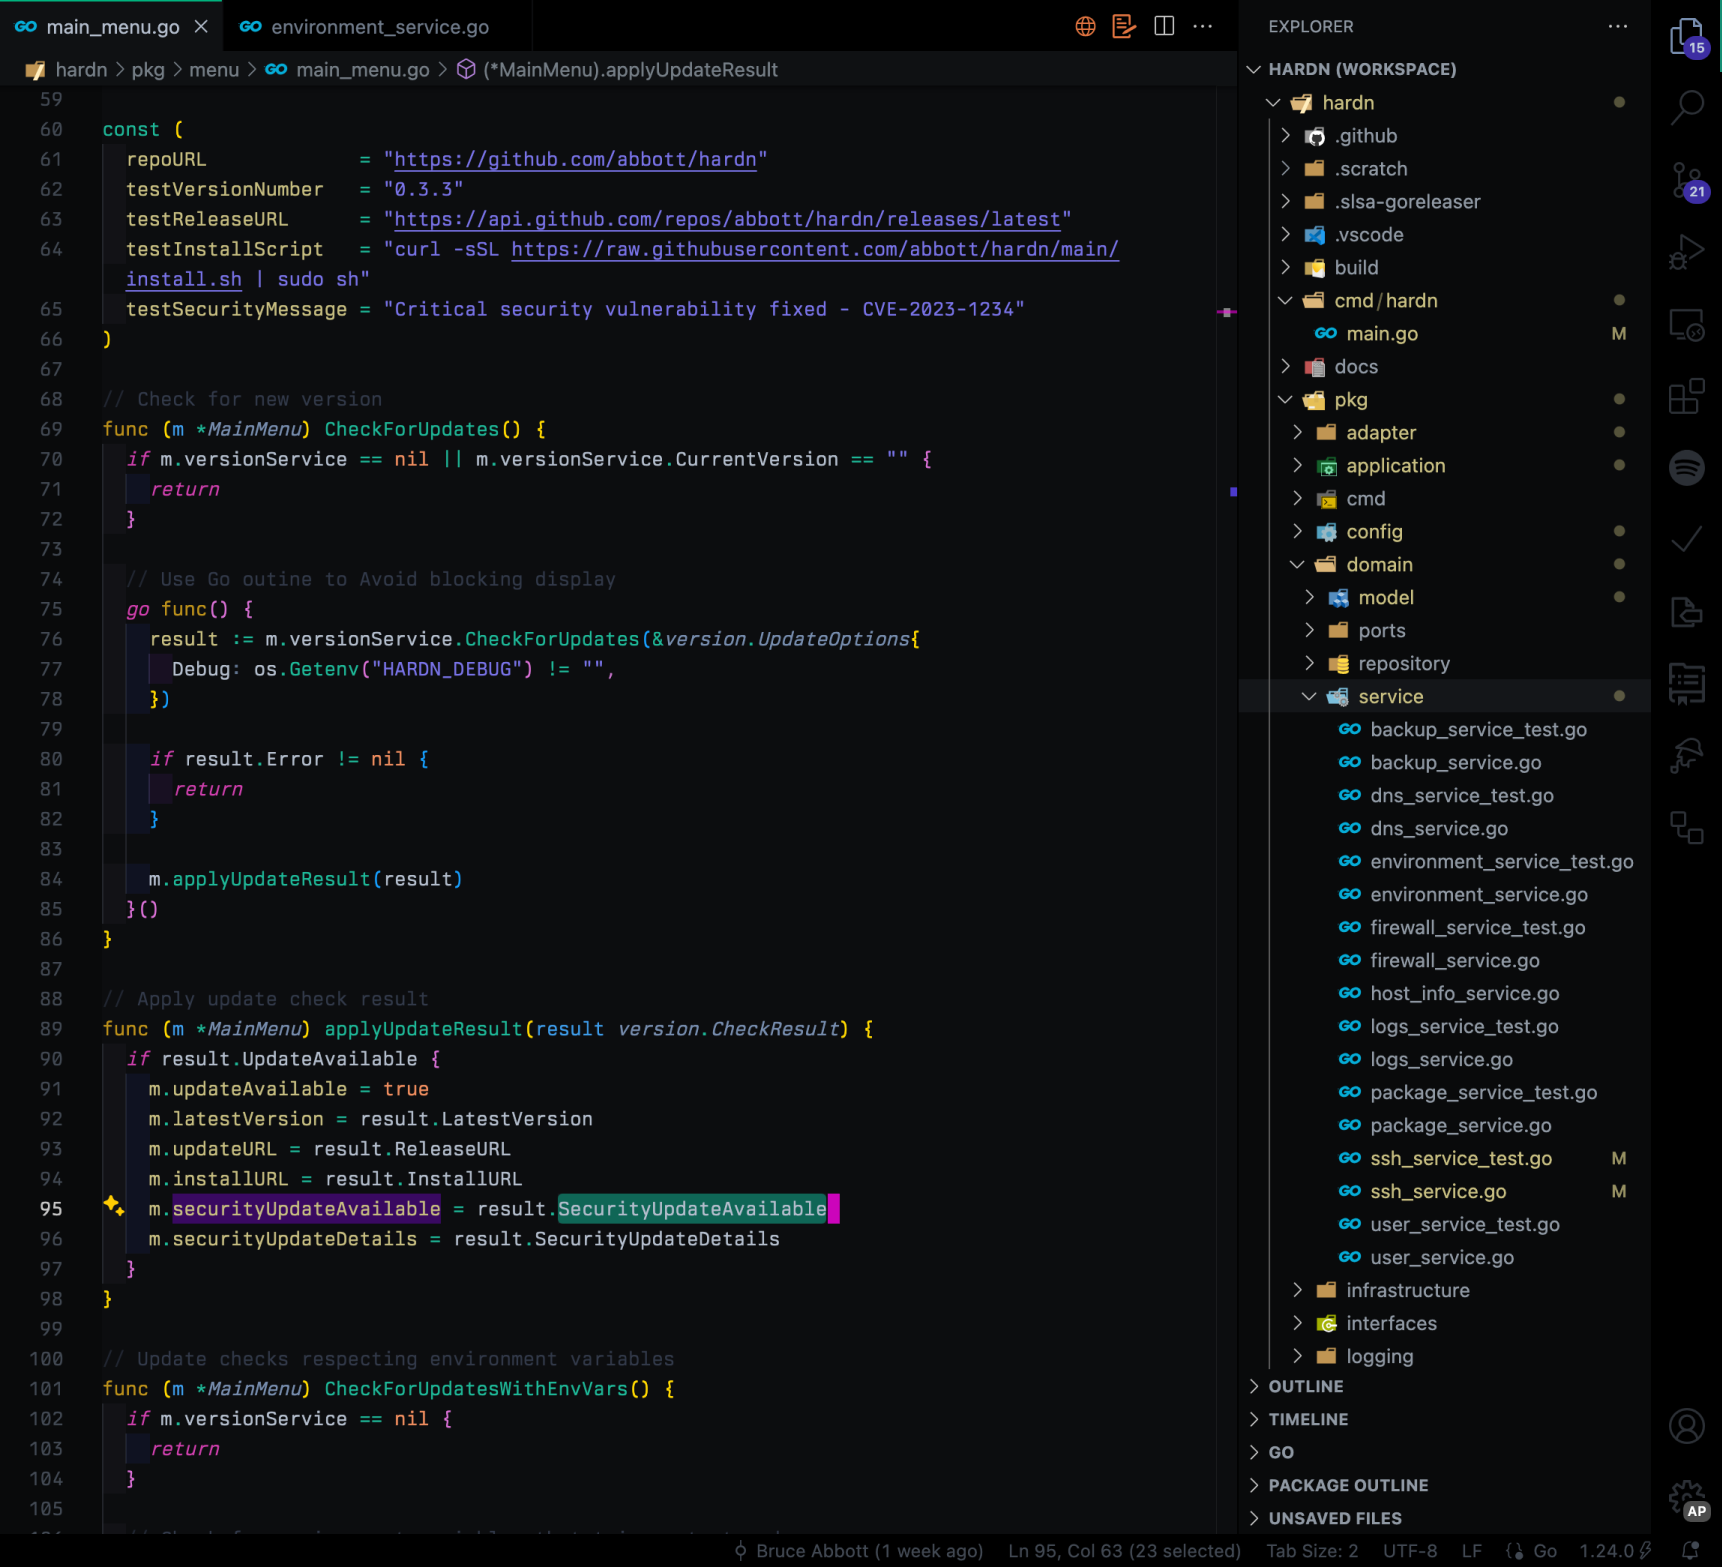 main_menu.go
environment_service.go
hardn > pkg > menu > main_menu.go > (*MainMenu).applyUpdateResult
59
60 const (
61 repoURL = "https://github.com/abbott/hardn"
62 testVersionNumber = "0.3.3"
63 testReleaseURL = "https://api.github.com/repos/abbott/hardn/releases/latest"
64 testInstallScript = "curl -sSL https://raw.githubusercontent.com/abbott/hardn/main/
install.sh | sudo sh"
65 testSecurityMessage = "Critical security vulnerability fixed - CVE-2023-1234"
66 )
67
68 // Check for new version
69 func (m *MainMenu) CheckForUpdates() {
70 if m.versionService == nil || m.versionService.CurrentVersion == "" {
71 return
72 }
73
74 // Use Go outine to Avoid blocking display
75 go func() {
76 result := m.versionService.CheckForUpdates(&version.UpdateOptions{
77 Debug: os.Getenv("HARDN_DEBUG") != "",
78 })
79
80 if result.Error != nil {
81 return
82 }
83
84 m.applyUpdateResult(result)
85 }()
86 }
87
88 // Apply update check result
89 func (m *MainMenu) applyUpdateResult(result version.CheckResult) {
90 if result.UpdateAvailable {
91 m.updateAvailable = true
92 m.latestVersion = result.LatestVersion
93 m.updateURL = result.ReleaseURL
94 m.installURL = result.InstallURL
95 m.securityUpdateAvailable = result.SecurityUpdateAvailable
96 m.securityUpdateDetails = result.SecurityUpdateDetails
97 }
98 }
99
100 // Update checks respecting environment variables
101 func (m *MainMenu) CheckForUpdatesWithEnvVars() {
102 if m.versionService == nil {
103 return
104 }
105
EXPLORER
HARDN (WORKSPACE)
hardn
.github
.scratch
.slsa-goreleaser
.vscode
build
cmd/hardn
main.go M
docs
pkg
adapter
application
cmd
config
domain
model
ports
repository
service
backup_service_test.go
backup_service.go
dns_service_test.go
dns_service.go
environment_service_test.go
environment_service.go
firewall_service_test.go
firewall_service.go
host_info_service.go
logs_service_test.go
logs_service.go
package_service_test.go
package_service.go
ssh_service_test.go M
ssh_service.go M
user_service_test.go
user_service.go
infrastructure
interfaces
logging
OUTLINE
TIMELINE
GO
PACKAGE OUTLINE
UNSAVED FILES
15
21
AP
Bruce Abbott (1 week ago) Ln 95, Col 63 (23 selected) Tab Size: 2 UTF-8 LF Go 1.24.0